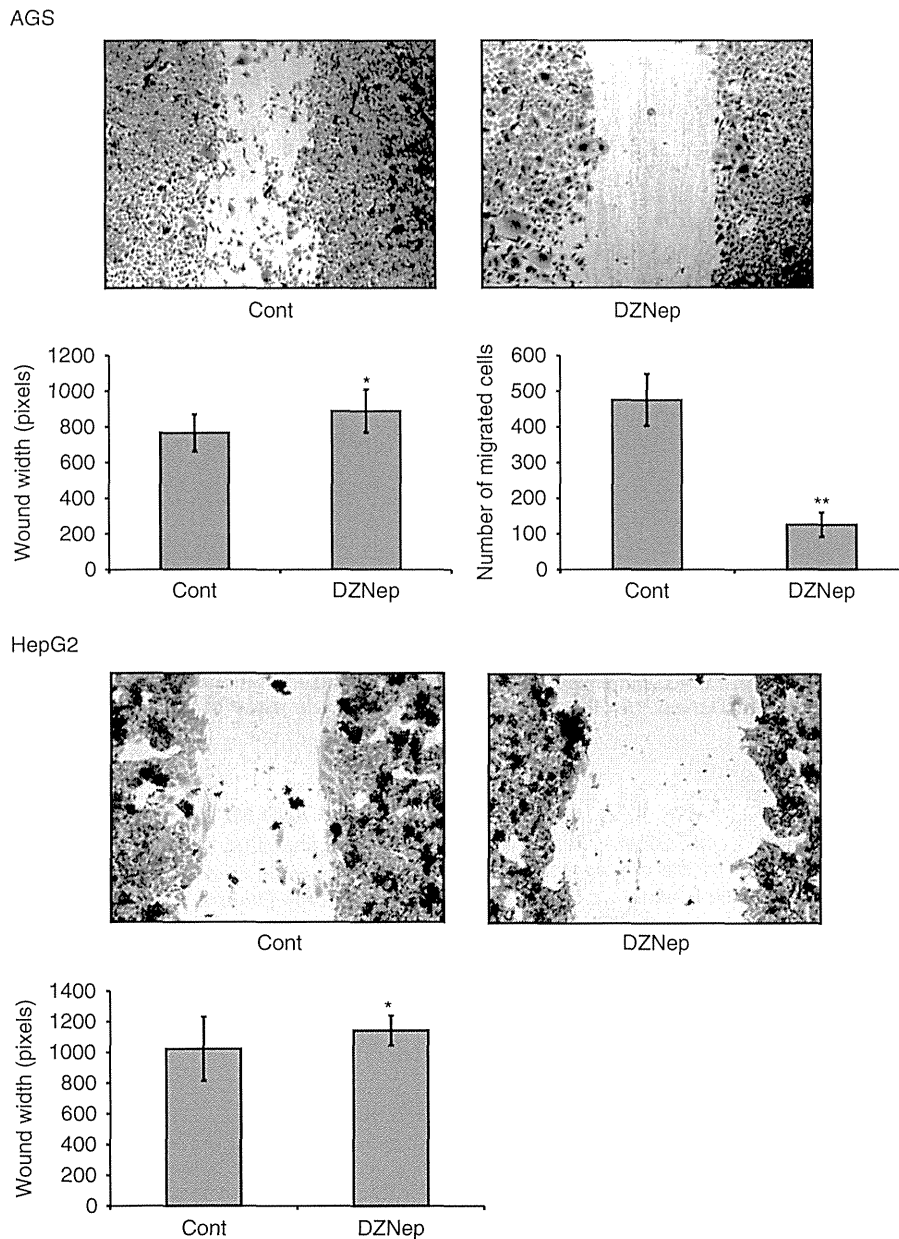 AGS
Cont
DZNep
Wound width (pixels)
1200
1000
800
600
400
200
0
*
Cont
DZNep
Number of migrated cells
600
500
400
300
200
100
0
**
Cont
DZNep
HepG2
Cont
DZNep
Wound width (pixels)
1400
1200
1000
800
600
400
200
0
*
Cont
DZNep